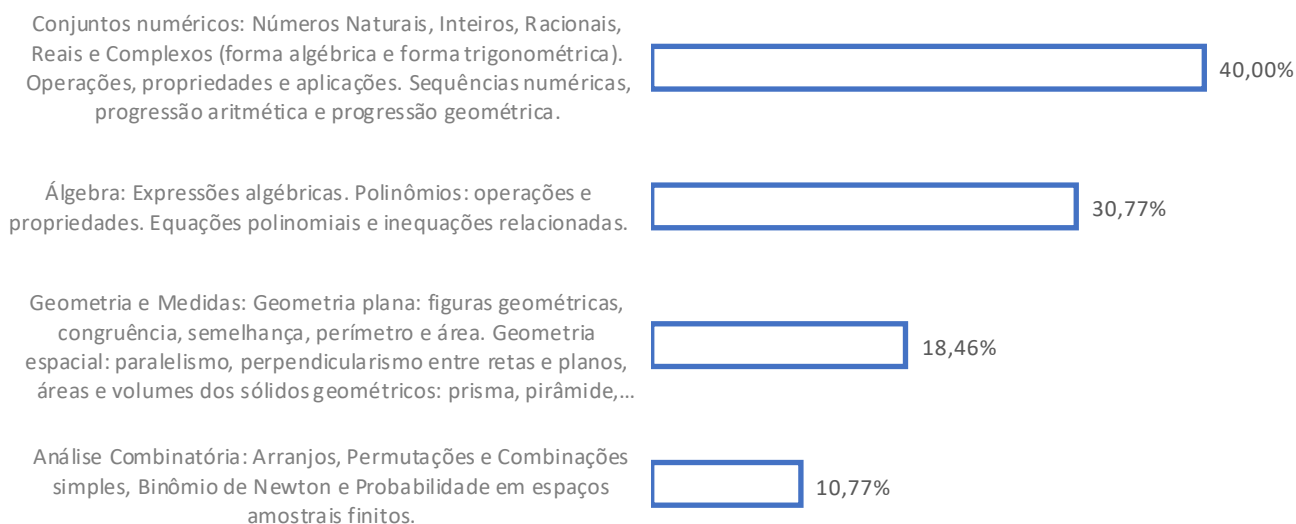 Conjuntos numéricos: Números Naturais, Inteiros, Racionais,
Reais e Complexos (forma algébrica e forma trigonométrica).
Operações, propriedades e aplicações. Sequências numéricas,
progressão aritmética e progressão geométrica.
40,00%
Álgebra: Expressões algébricas. Polinômios: operações e
propriedades. Equações polinomiais e inequações relacionadas.
30,77%
Geometria e Medidas: Geometria plana: figuras geométricas,
congruência, semelhança, perímetro e área. Geometria
espacial: paralelismo, perpendicularismo entre retas e planos,
áreas e volumes dos sólidos geométricos: prisma, pirâmide,...
18,46%
Análise Combinatória: Arranjos, Permutações e Combinações
simples, Binômio de Newton e Probabilidade em espaços
amostrais finitos.
10,77%